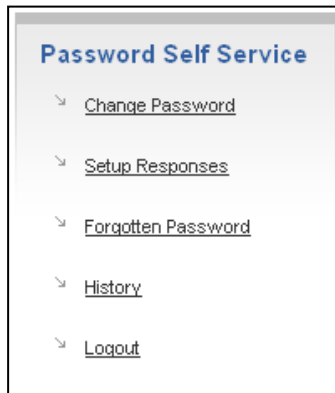 Password Self Service
Change Password
Setup Responses
Forgotten Password
History
Logout